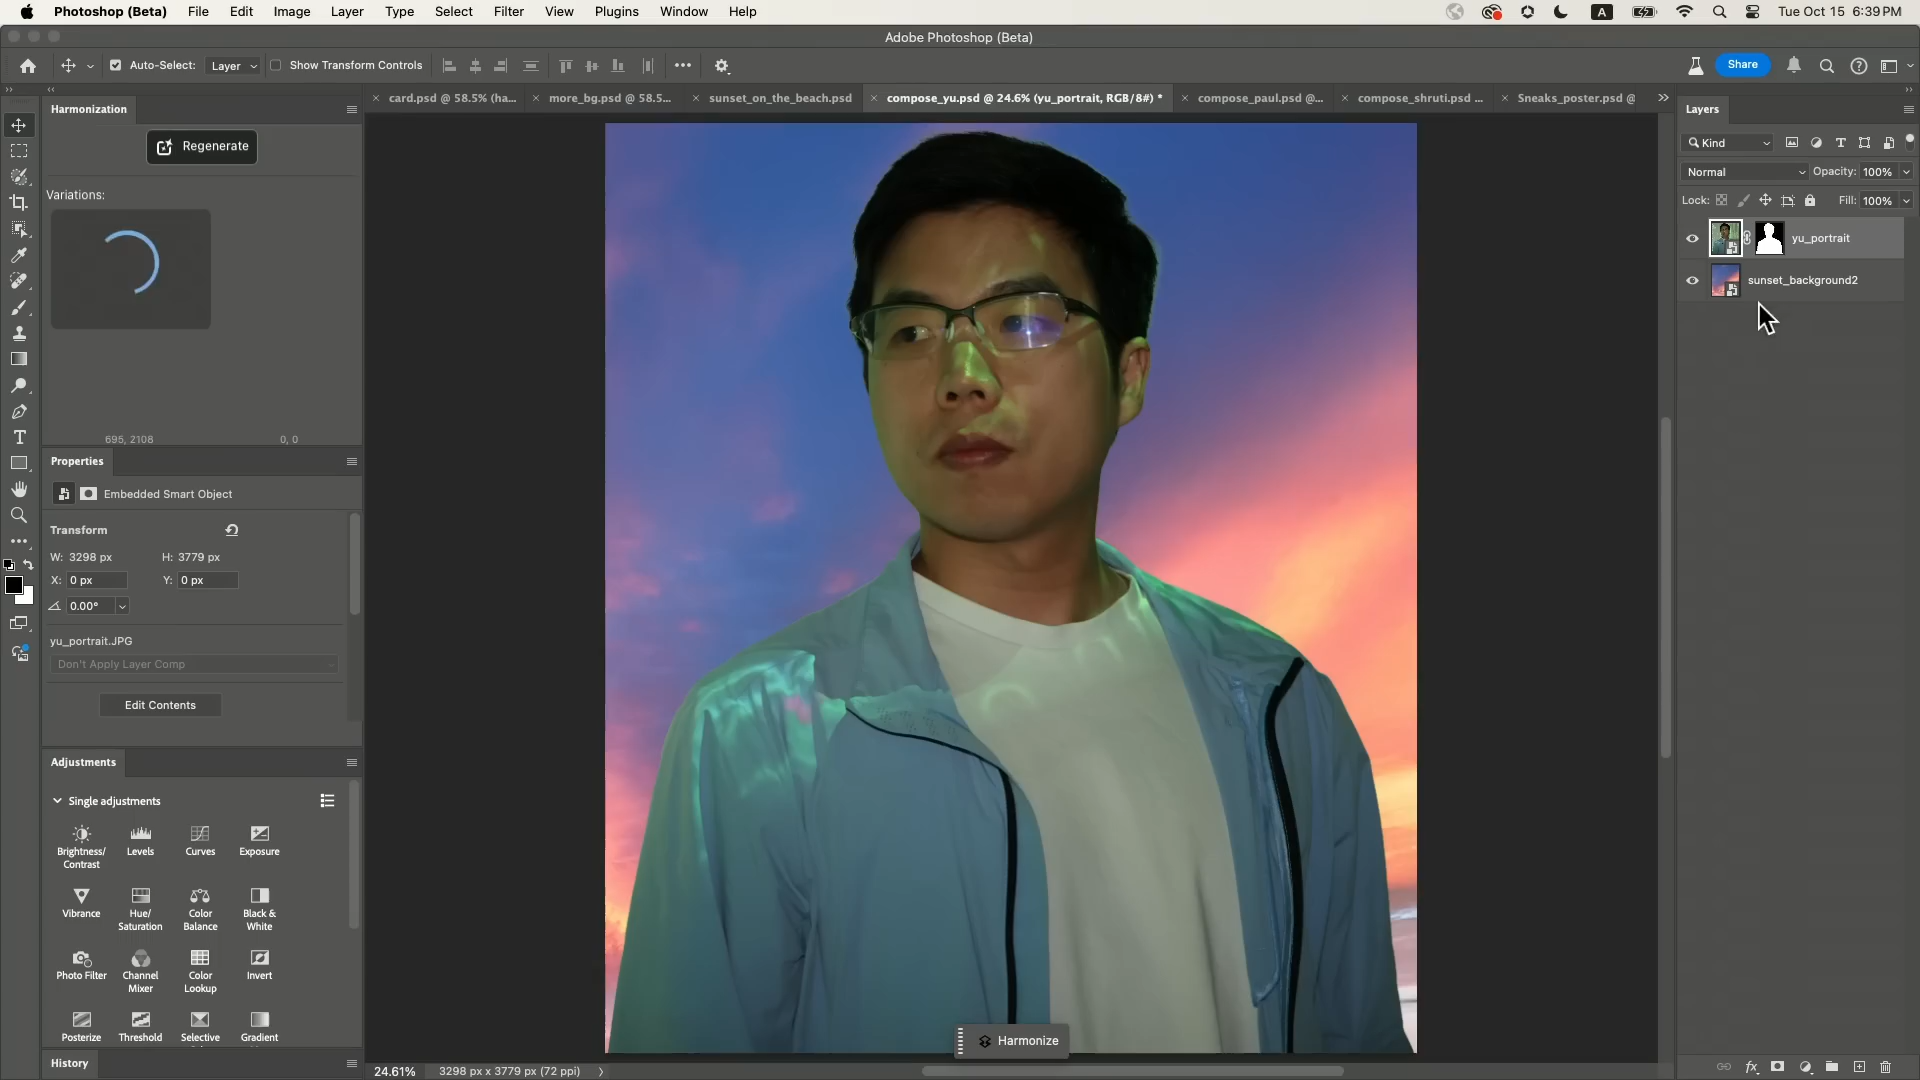 Photoshop (Beta) File Edit Image Layer Type Select Filter View Plugins Window Help A Tue Oct 15 6:39 PM
Adobe Photoshop (Beta)
Auto-Select: Layer Show Transform Controls Share
Harmonization
card.psd @ 58.5% (ha... more_bg.psd @ 58.5... sunset_on_the_beach.psd compose_yu.psd @ 24.6% (yu_portrait, RGB/8#) * compose_paul.psd @... compose_shruti.psd ... Sneaks_poster.psd @
Regenerate
Variations:
695, 2108 0, 0
Properties
Embedded Smart Object
Transform
W: 3298 px H: 3779 px
X: 0 px Y: 0 px
0.00°
yu_portrait.JPG
Don't Apply Layer Comp
Edit Contents
Adjustments
Single adjustments
Brightness/
Contrast
Levels
Curves
Exposure
Vibrance
Hue/
Saturation
Color
Balance
Black &
White
Photo Filter
Channel
Mixer
Color
Lookup
Invert
Posterize
Threshold
Selective
Gradient
History
Harmonize
24.61% 3298 px x 3779 px (72 ppi)
Layers
Kind
Normal Opacity: 100%
Lock: Fill: 100%
yu_portrait
sunset_background2
fx